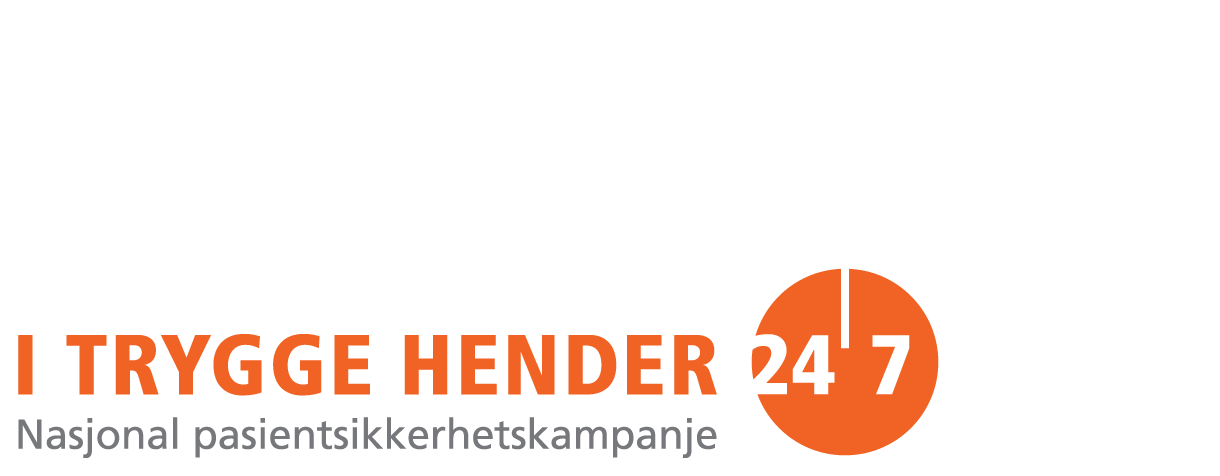 I TRYGGE HENDER 24 7
Nasjonal pasientsikkerhetskampanje